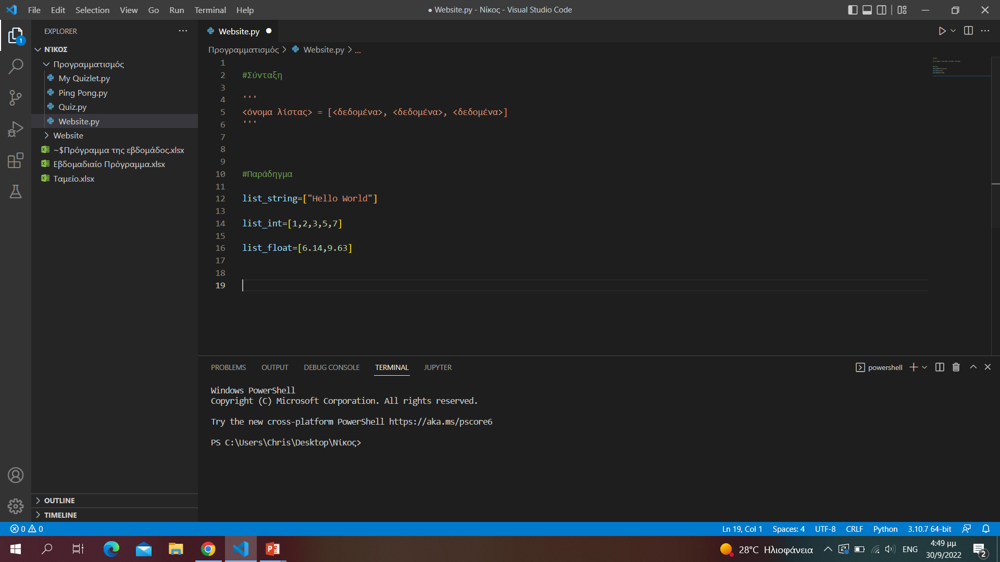 File Edit Selection View Go Run Terminal Help
● Website.py - Νίκος - Visual Studio Code
EXPLORER
ΝΊΚΟΣ
Προγραμματισμός
My Quizlet.py
Ping Pong.py
Quiz.py
Website.py
Website
~$Πρόγραμμα της εβδομάδος.xlsx
Εβδομαδιαίο Πρόγραμμα.xlsx
Ταμείο.xlsx
OUTLINE
TIMELINE
1
Website.py
Προγραμματισμός > Website.py > ...
1
2 #Σύνταξη
3
4 '''
5 <όνομα λίστας> = [<δεδομένα>, <δεδομένα>, <δεδομένα>]
6 '''
7
8
9
10 #Παράδηγμα
11
12 list_string=["Hello World"]
13
14 list_int=[1,2,3,5,7]
15
16 list_float=[6.14,9.63]
17
18
19
PROBLEMS OUTPUT DEBUG CONSOLE TERMINAL JUPYTER
powershell
Windows PowerShell
Copyright (C) Microsoft Corporation. All rights reserved.
Try the new cross-platform PowerShell https://aka.ms/pscore6
PS C:\Users\Chris\Desktop\Νίκος>
0 0
Ln 19, Col 1 Spaces: 4 UTF-8 CRLF Python 3.10.7 64-bit
28°C Ηλιοφάνεια
ENG
4:49 μμ
30/9/2022
2